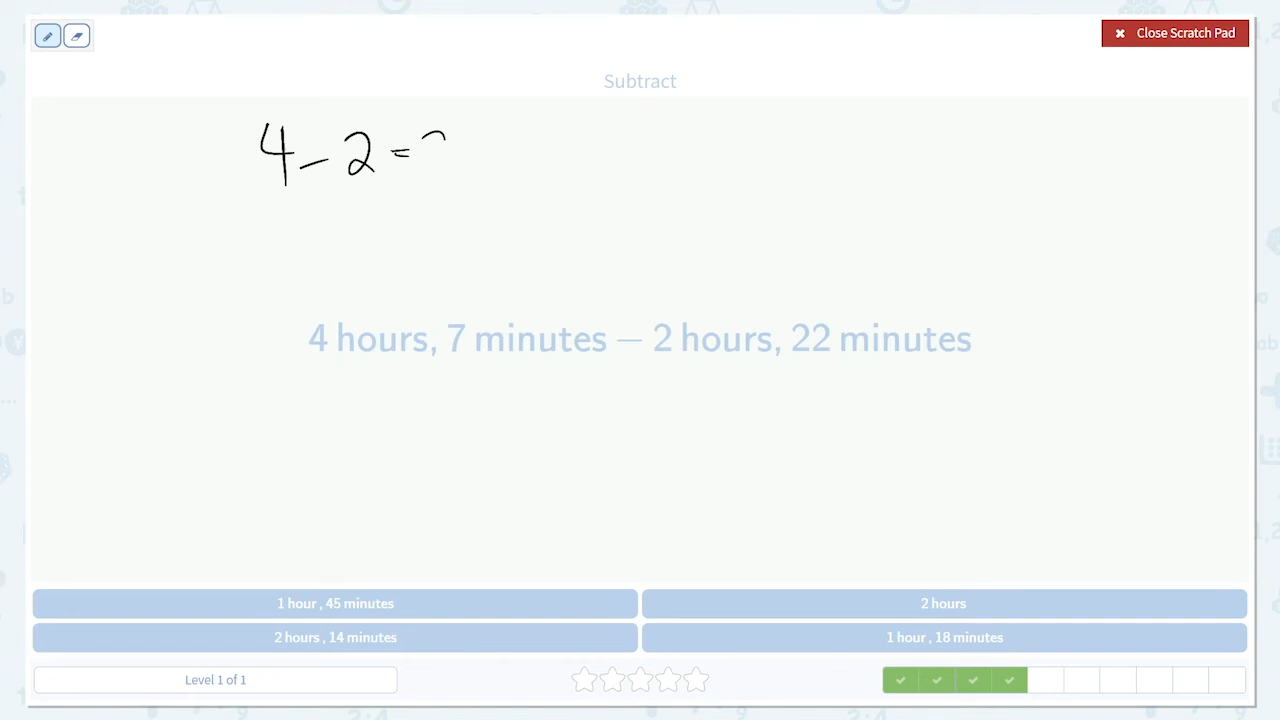 Close Scratch Pad
Subtract
4 - 2 =
4 hours, 7 minutes – 2 hours, 22 minutes
1 hour , 45 minutes
2 hours
2 hours , 14 minutes
1 hour , 18 minutes
Level 1 of 1